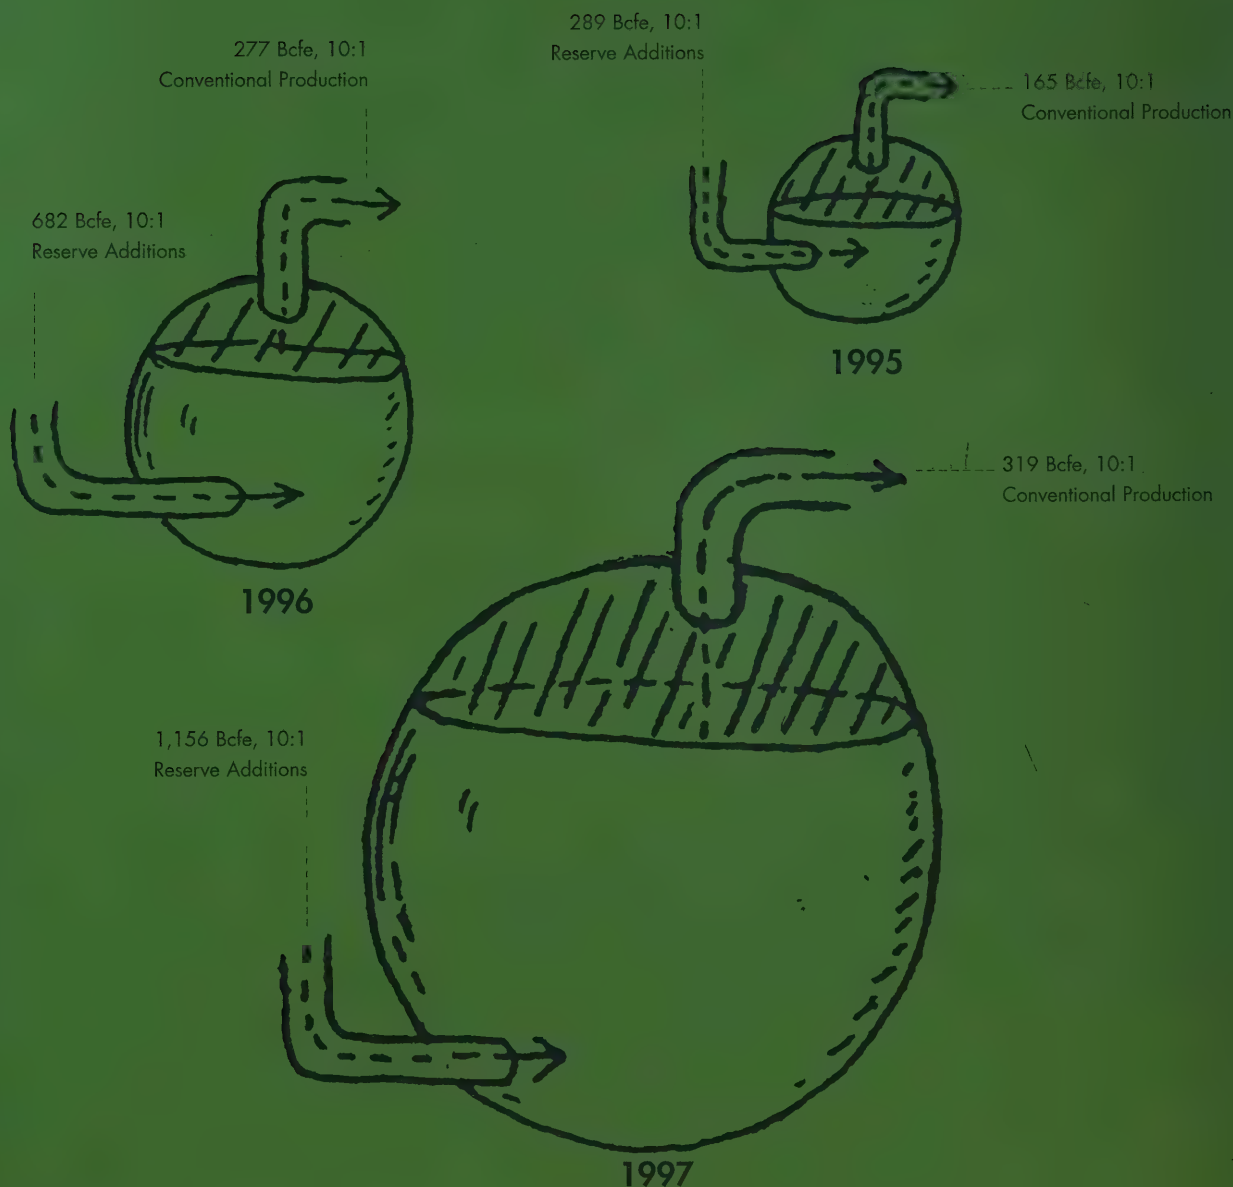 289 Bcfe, 10:1
Reserve Additions
277 Bcfe, 10:1
Conventional Production
165 Bcfe, 10:1
Conventional Production
682 Bcfe, 10:1
Reserve Additions
1995
319 Bcfe, 10:1
Conventional Production
1996
1,156 Bcfe, 10:1
Reserve Additions
1997